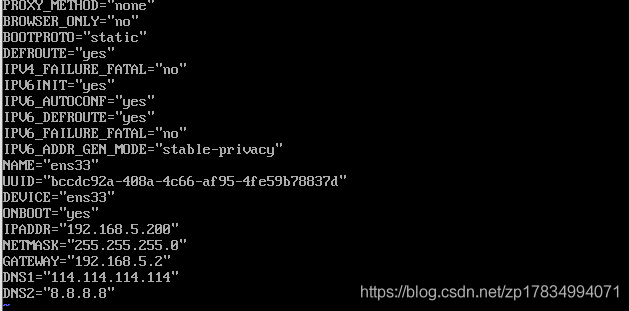 PROXY_METHOD="none"
BROWSER_ONLY="no"
BOOTPROTO="static"
DEFROUTE="yes"
IPV4_FAILURE_FATAL="no"
IPV6INIT="yes"
IPV6_AUTOCONF="yes"
IPV6_DEFROUTE="yes"
IPV6_FAILURE_FATAL="no"
IPV6_ADDR_GEN_MODE="stable-privacy"
NAME="ens33"
UUID="bccdc92a-408a-4c66-af95-4fe59b78837d"
DEVICE="ens33"
ONBOOT="yes"
IPADDR="192.168.5.200"
NETMASK="255.255.255.0"
GATEWAY="192.168.5.2"
DNS1="114.114.114.114"
DNS2="8.8.8.8"
~
https://blog.csdn.net/zp17834994071